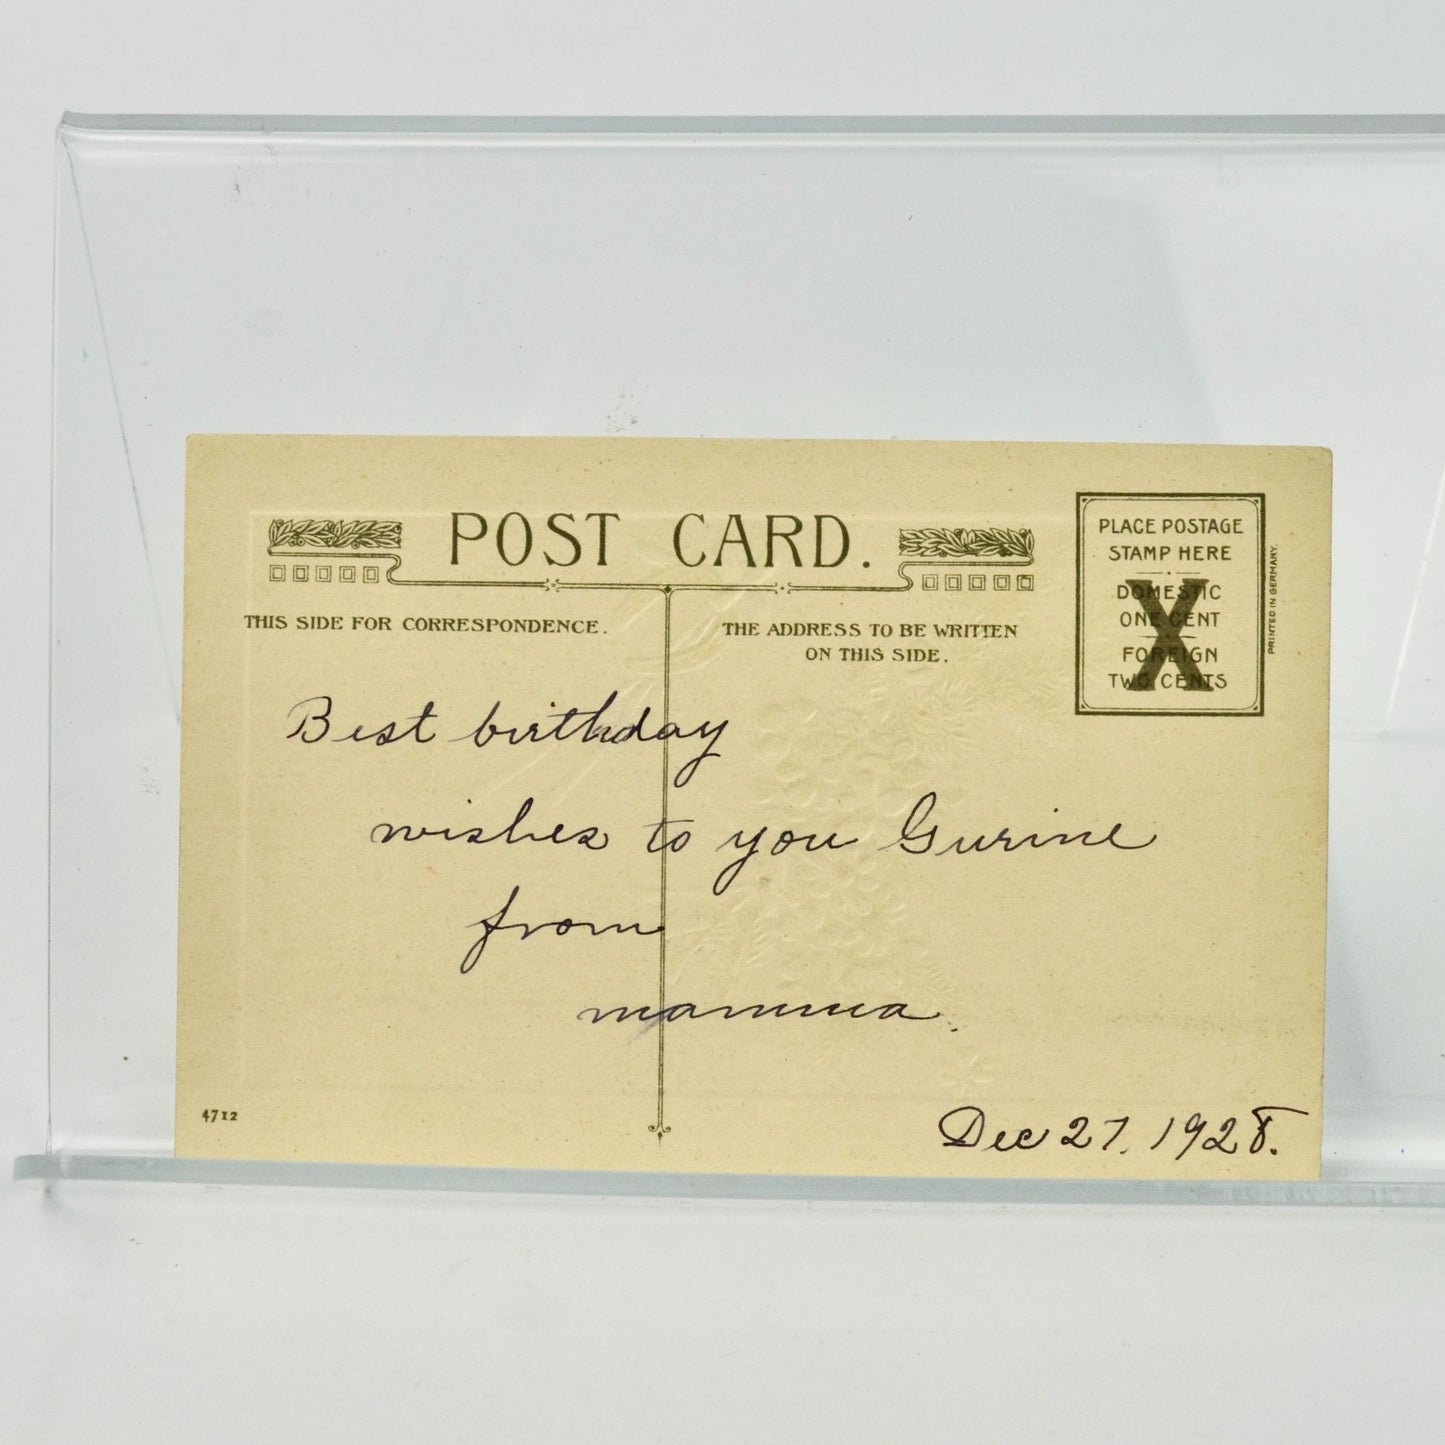 POST CARD.
THIS SIDE FOR CORRESPONDENCE.
THE ADDRESS TO BE WRITTEN
ON THIS SIDE.
PLACE POSTAGE
STAMP HERE
DOMESTIC
ONE CENT
FOREIGN
TWO CENTS
X
PRINTED IN GERMANY.
Best birthday
wishes to you Gurine
from
mamma.
4712
Dec 27, 1928.